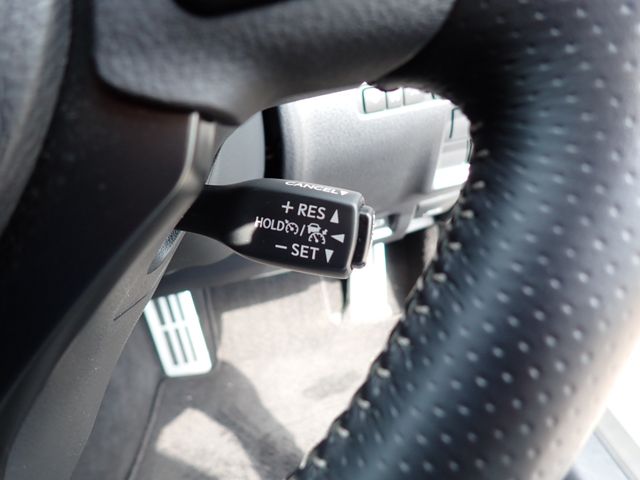 CANCEL▼
+ RES ▲
HOLD / ◄
− SET ▼